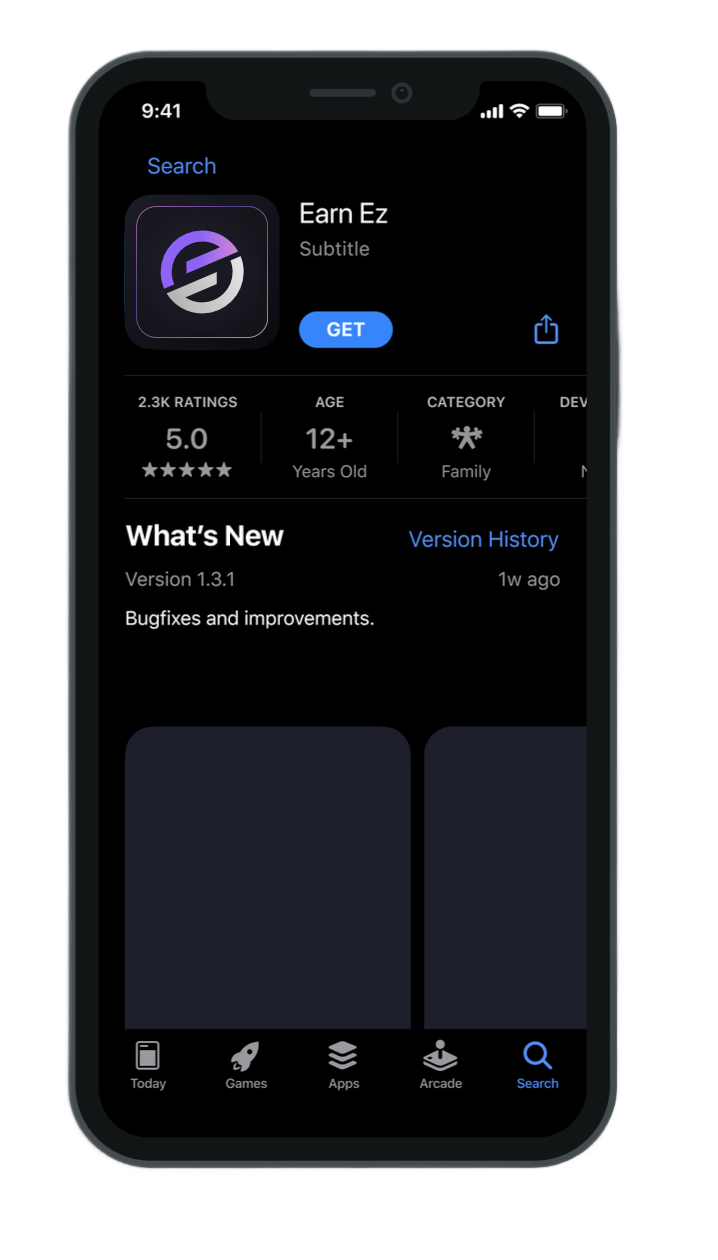 9:41
Search
Earn Ez
Subtitle
GET
2.3K RATINGS
AGE
CATEGORY
DEV
5.0
12+
Years Old
Family
N
What's New
Version History
Version 1.3.1
1w ago
Bugfixes and improvements.
Today
Games
Apps
Arcade
Search